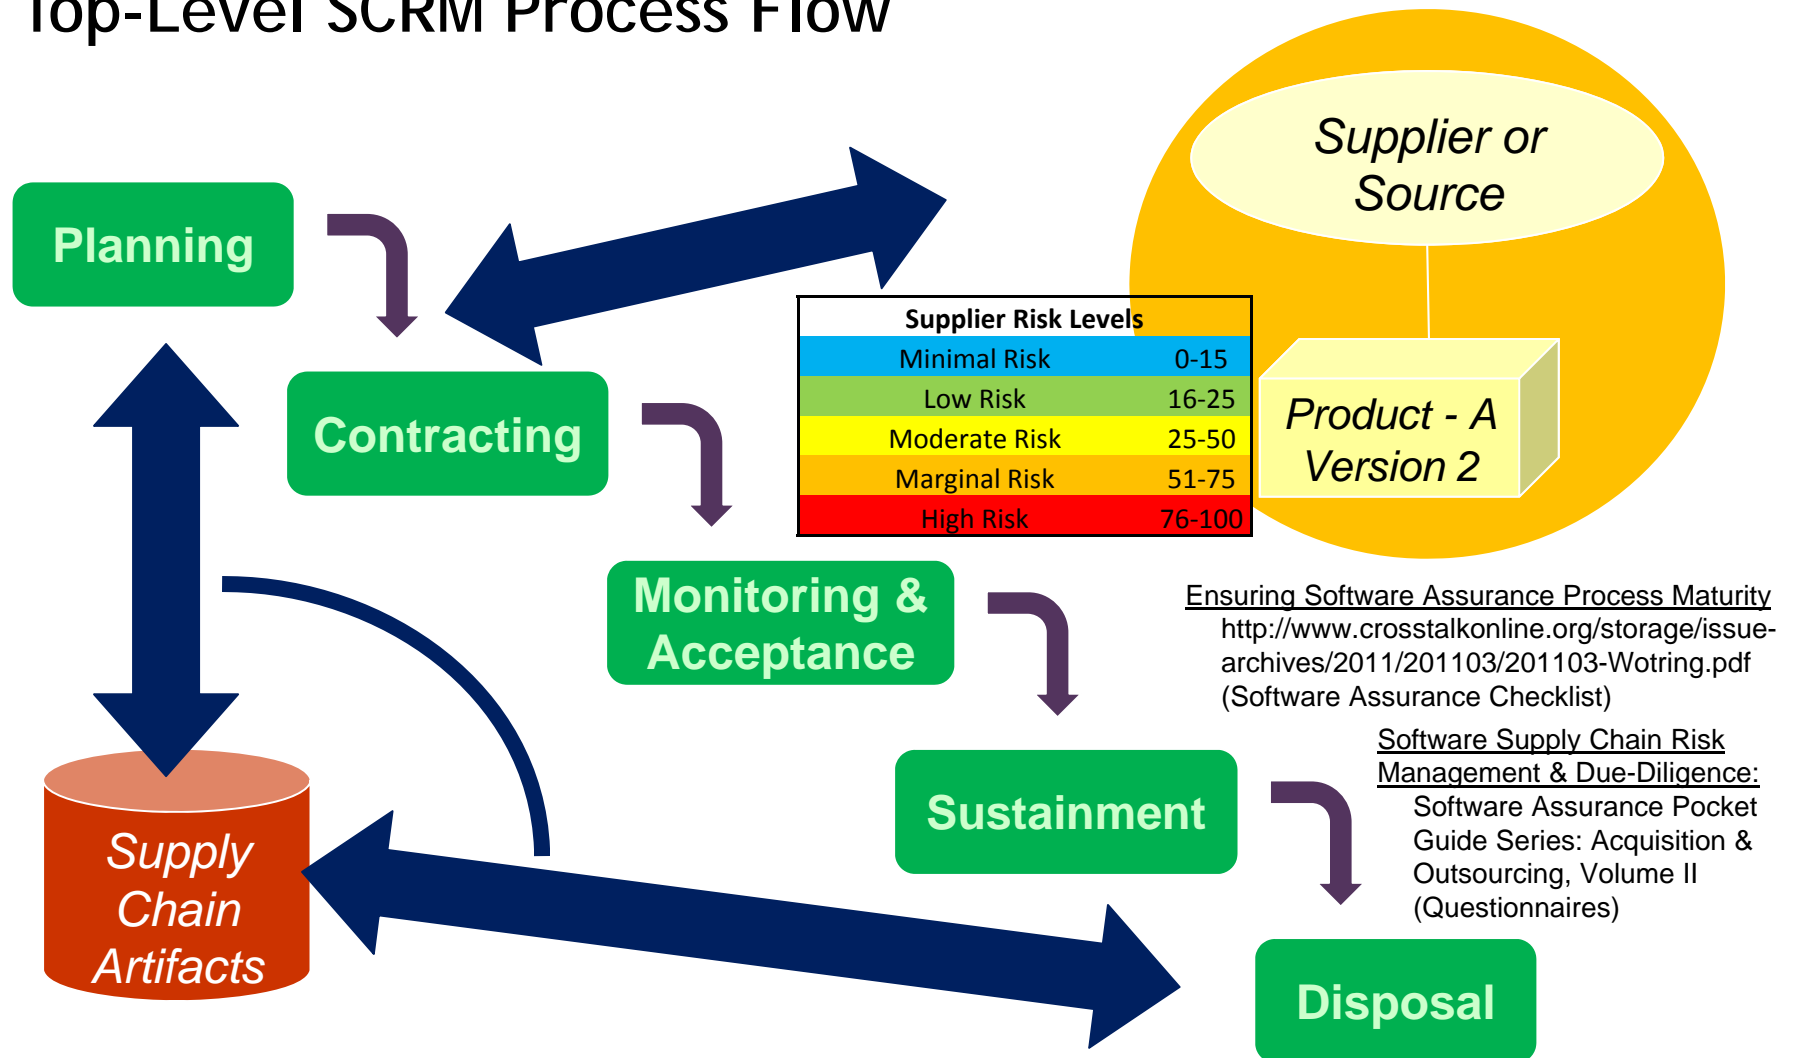 Top-Level SCRM Process Flow
Supplier or
Source
Planning
Supplier Risk Levels
Minimal Risk 0-15
Low Risk 16-25
Moderate Risk 25-50
Marginal Risk 51-75
High Risk 76-100
Product - A
Version 2
Contracting
Monitoring &
Acceptance
Ensuring Software Assurance Process Maturity
http://www.crosstalkonline.org/storage/issue-
archives/2011/201103/201103-Wotring.pdf
(Software Assurance Checklist)
Software Supply Chain Risk
Management & Due-Diligence:
Software Assurance Pocket
Guide Series: Acquisition &
Outsourcing, Volume II
(Questionnaires)
Sustainment
Supply
Chain
Artifacts
Disposal